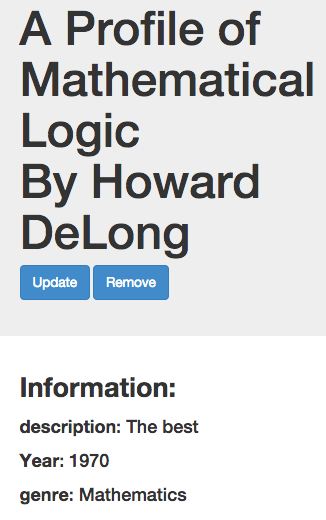 A Profile of
Mathematical
Logic
By Howard
DeLong
Update Remove
Information:
description: The best
Year: 1970
genre: Mathematics